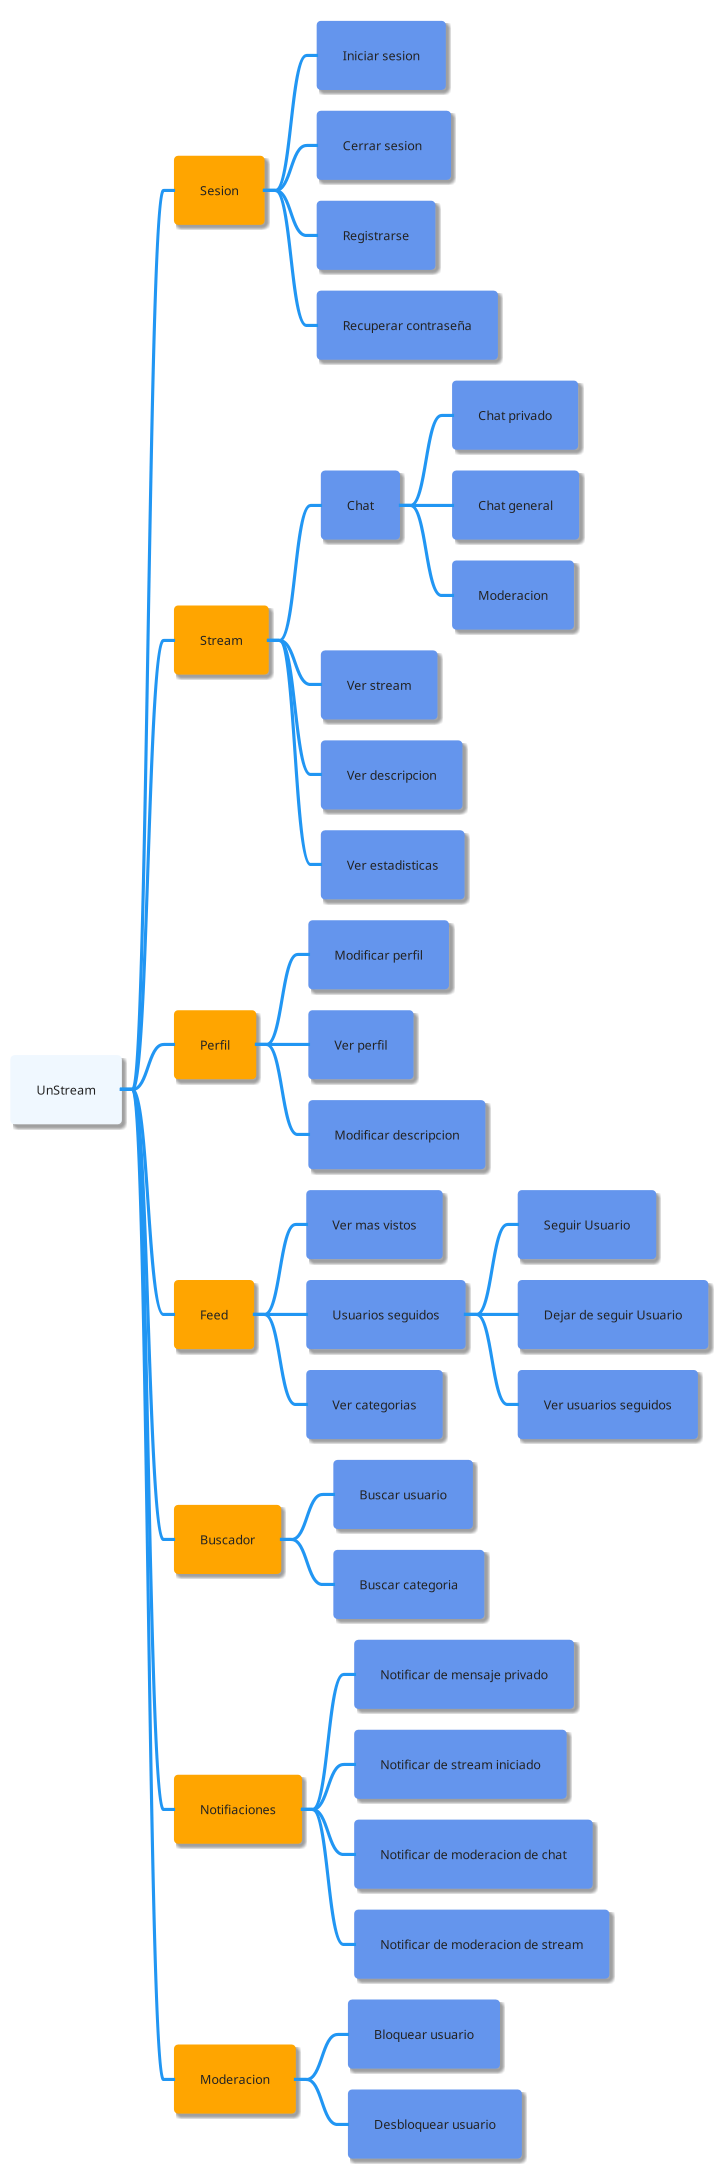 Iniciar sesion
Cerrar sesion
Sesion
Registrarse
Recuperar contraseña
Chat privado
Chat
Chat general
Moderacion
Stream
Ver stream
Ver descripcion
Ver estadisticas
Modificar perfil
Perfil
Ver perfil
Modificar descripcion
UnStream
Ver mas vistos
Seguir Usuario
Feed
Usuarios seguidos
Dejar de seguir Usuario
Ver categorias
Ver usuarios seguidos
Buscar usuario
Buscador
Buscar categoria
Notificar de mensaje privado
Notificar de stream iniciado
Notifiaciones
Notificar de moderacion de chat
Notificar de moderacion de stream
Bloquear usuario
Moderacion
Desbloquear usuario